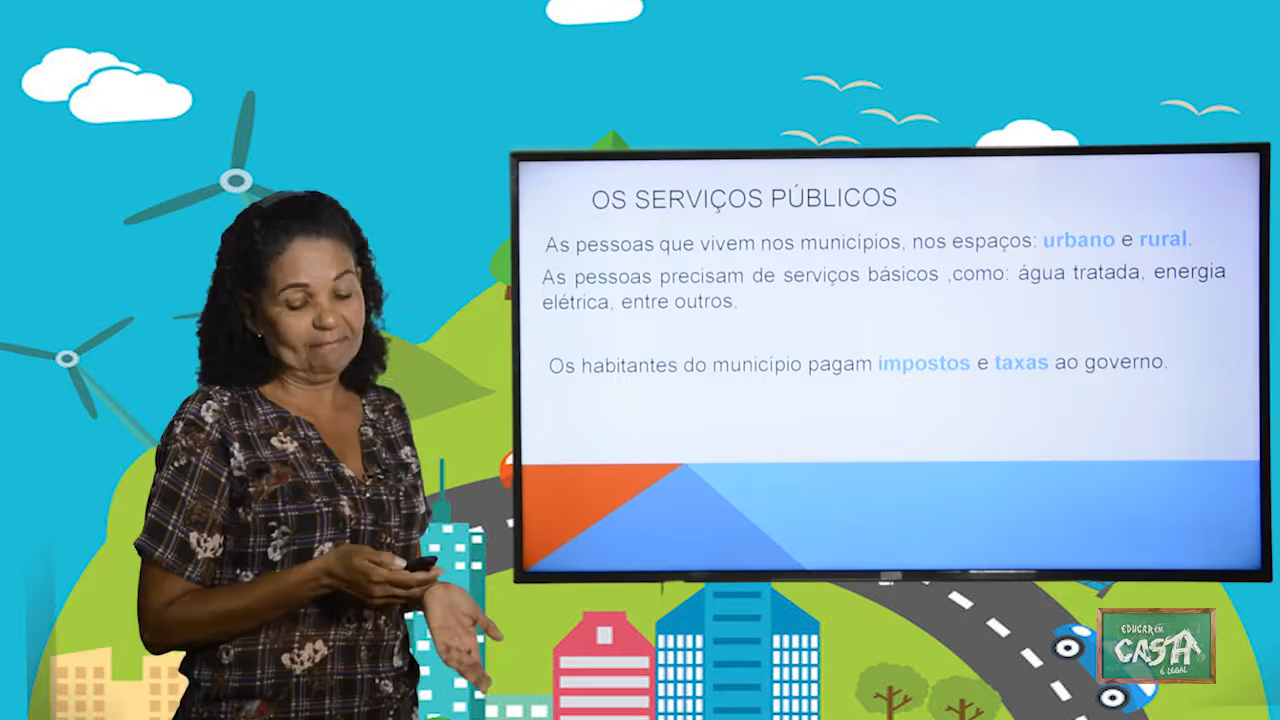 OS SERVIÇOS PÚBLICOS
As pessoas que vivem nos municípios, nos espaços: urbano e rural.
As pessoas precisam de serviços básicos ,como: água tratada, energia
elétrica, entre outros.
Os habitantes do município pagam impostos e taxas ao governo.
EDUCAR EM
CASA
É LEGAL